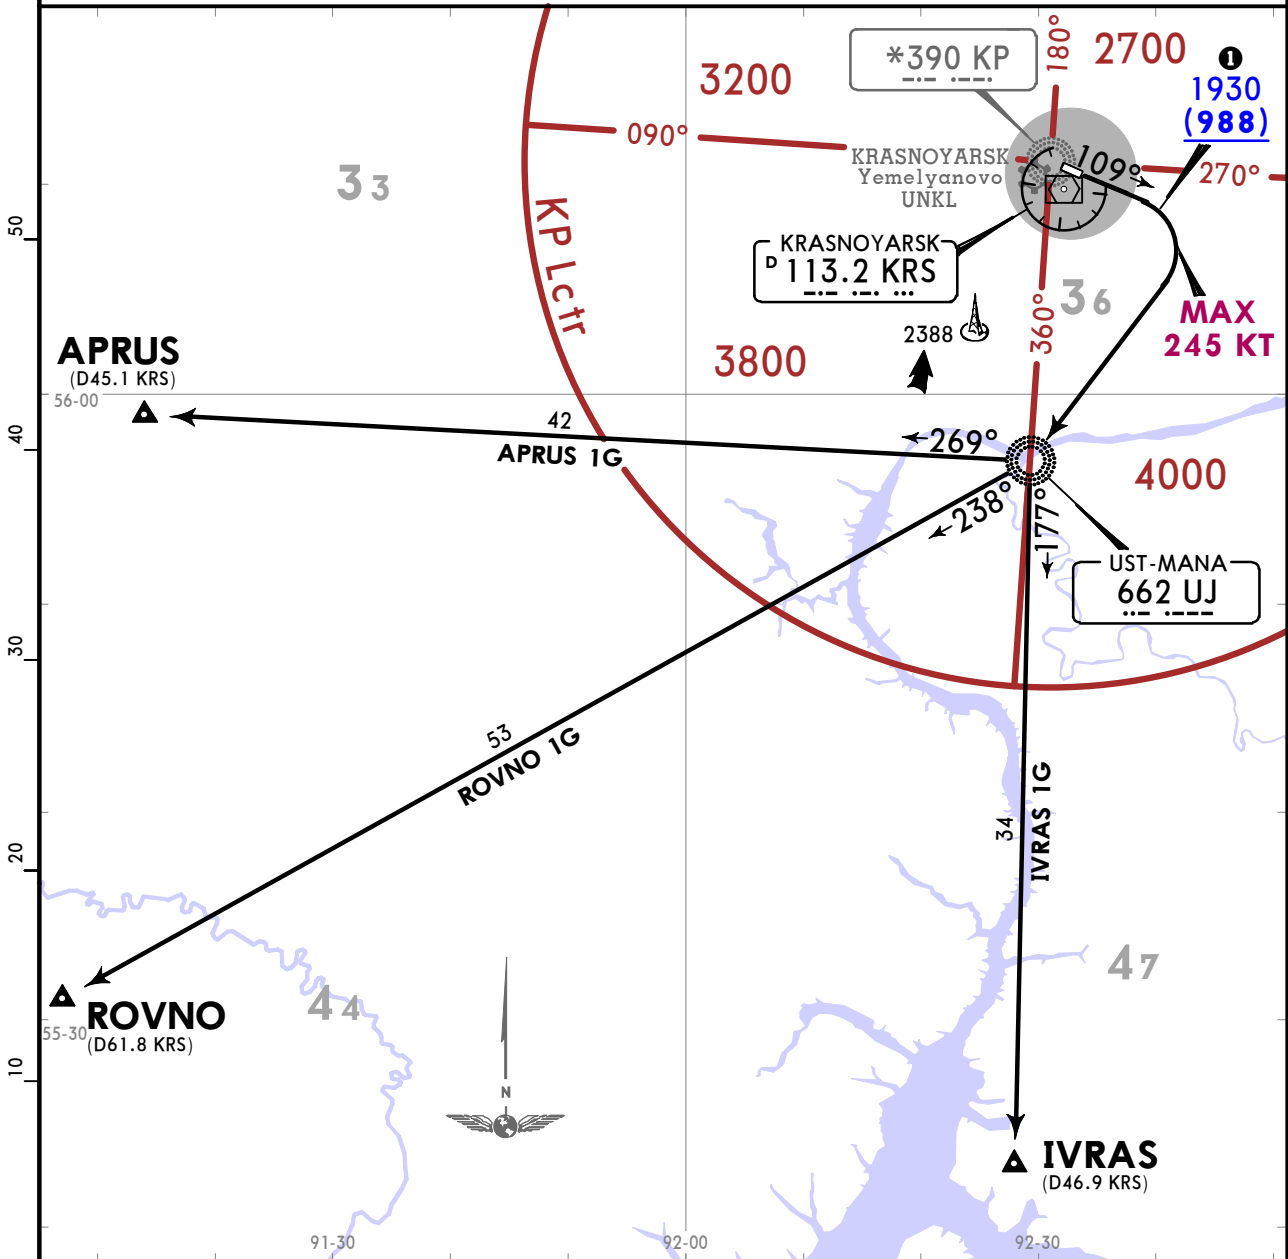 180°
2700
❶
*390 KP
3200
1930
(988)
090°
109°
KRASNOYARSK
Yemelyanovo
UNKL
270°
33
50
KP Lctr
KRASNOYARSK
D 113.2 KRS
36
360°
MAX
245 KT
2388
3800
APRUS
(D45.1 KRS)
56-00
42
APRUS 1G
269°
40
4000
238°
177°
UST-MANA
662 UJ
30
53
ROVNO 1G
34
IVRAS 1G
20
47
44
ROVNO
(D61.8 KRS)
55-30
10
N
IVRAS
(D46.9 KRS)
91-30
92-00
92-30